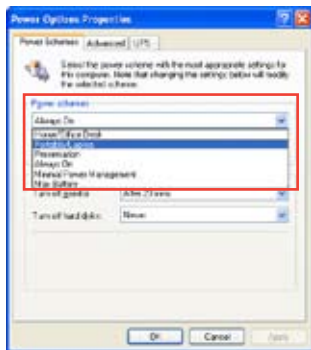 Power Options Properties
Power Schemes Advanced UPS
Select the power scheme with the most appropriate settings for
this computer. Note that changing the settings below will modify
the selected scheme.
Power schemes
Always On
Home/Office Desk
Portable/Laptop
Presentation
Always On
Minimal Power Management
Max Battery
Turn off monitor: After 20 mins
Turn off hard disks: Never
OK Cancel Apply